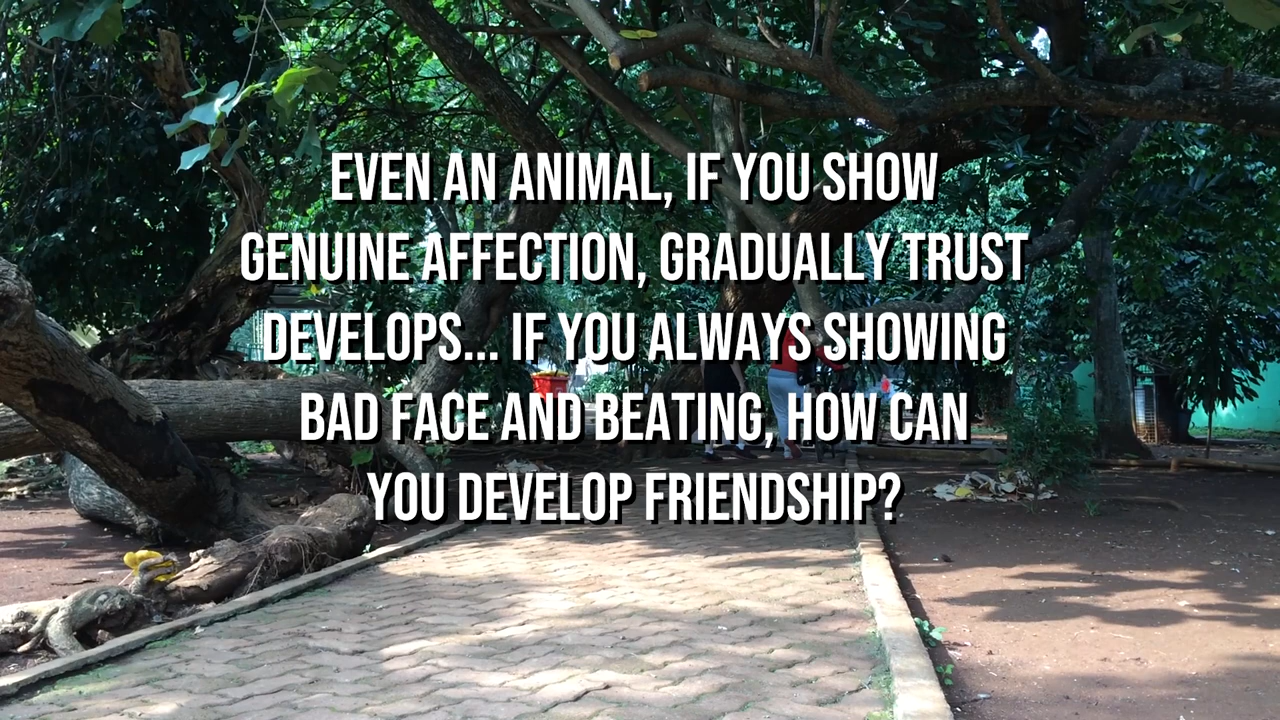 EVEN AN ANIMAL, IF YOU SHOW
GENUINE AFFECTION, GRADUALLY TRUST
DEVELOPS... IF YOU ALWAYS SHOWING
BAD FACE AND BEATING, HOW CAN
YOU DEVELOP FRIENDSHIP?